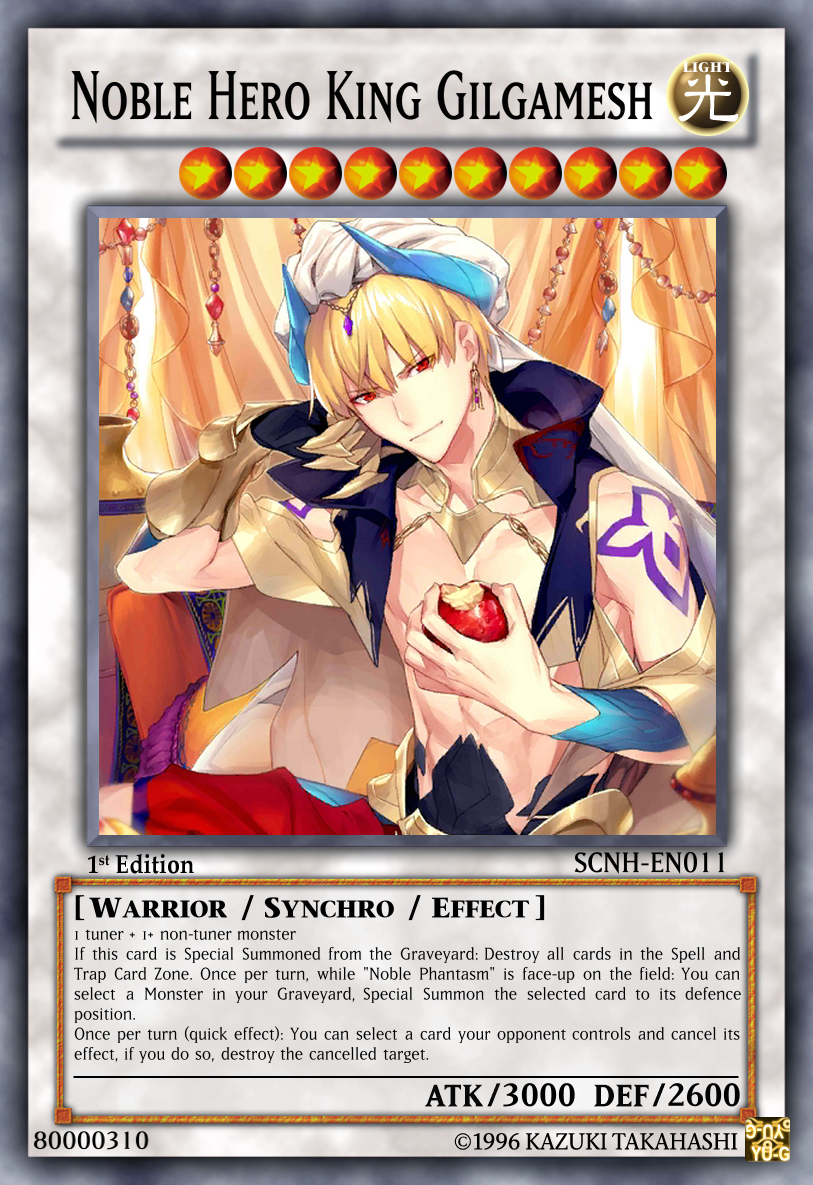 Noble Hero King Gilgamesh
LIGHT
光
1st Edition
SCNH-EN011
[ Warrior / Synchro / Effect ]
1 tuner + 1+ non-tuner monster
If this card is Special Summoned from the Graveyard: Destroy all cards in the Spell and
Trap Card Zone. Once per turn, while "Noble Phantasm" is face-up on the field: You can
select a Monster in your Graveyard, Special Summon the selected card to its defence
position.
Once per turn (quick effect): You can select a card your opponent controls and cancel its
effect, if you do so, destroy the cancelled target.
ATK/3000 DEF/2600
80000310
©1996 KAZUKI TAKAHASHI